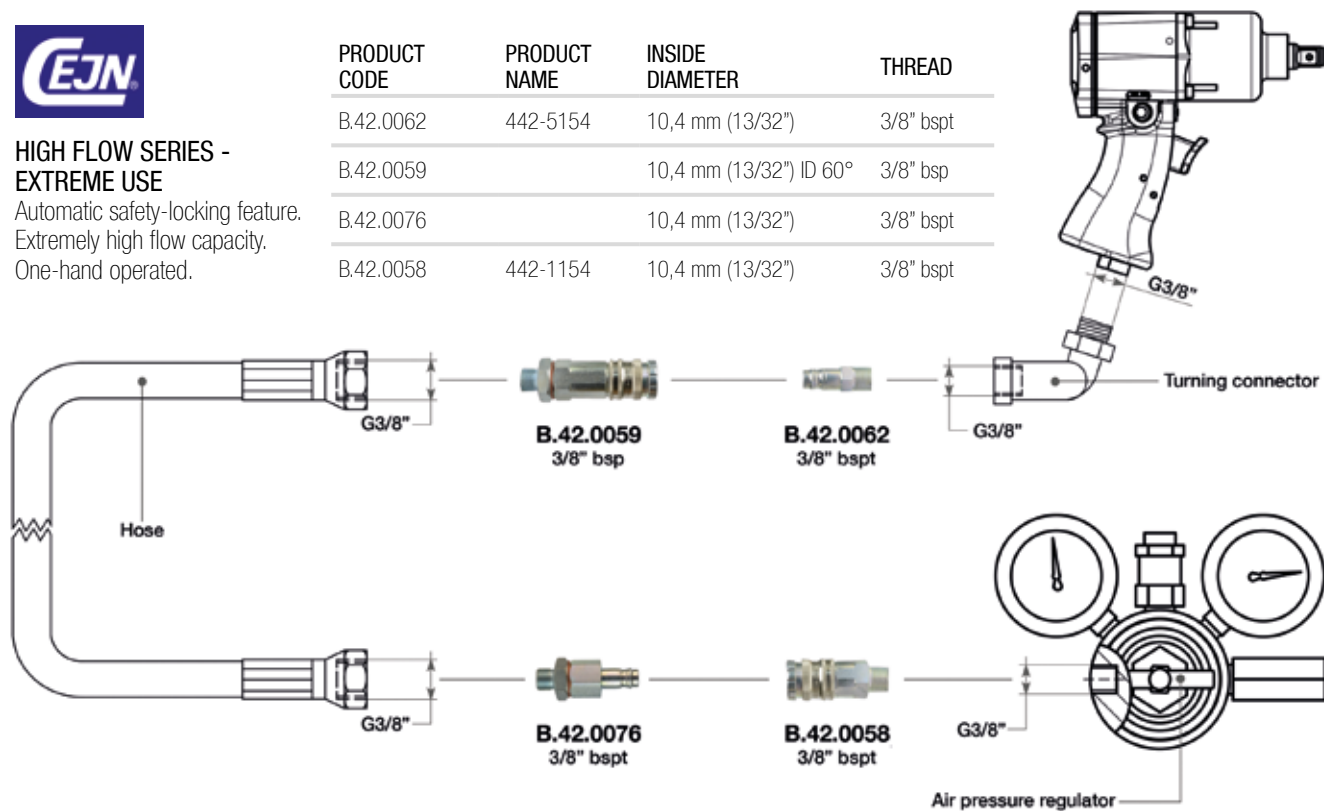 CEJN®
HIGH FLOW SERIES -
EXTREME USE
Automatic safety-locking feature.
Extremely high flow capacity.
One-hand operated.
PRODUCT CODE PRODUCT NAME INSIDE DIAMETER THREAD
B.42.0062 442-5154 10,4 mm (13/32”) 3/8” bspt
B.42.0059 10,4 mm (13/32”) ID 60° 3/8” bsp
B.42.0076 10,4 mm (13/32”) 3/8” bspt
B.42.0058 442-1154 10,4 mm (13/32”) 3/8” bspt
G3/8”
Turning connector
G3/8”
B.42.0059
3/8” bsp
B.42.0062
3/8” bspt
G3/8”
Hose
G3/8”
B.42.0076
3/8” bspt
B.42.0058
3/8” bspt
G3/8”
Air pressure regulator